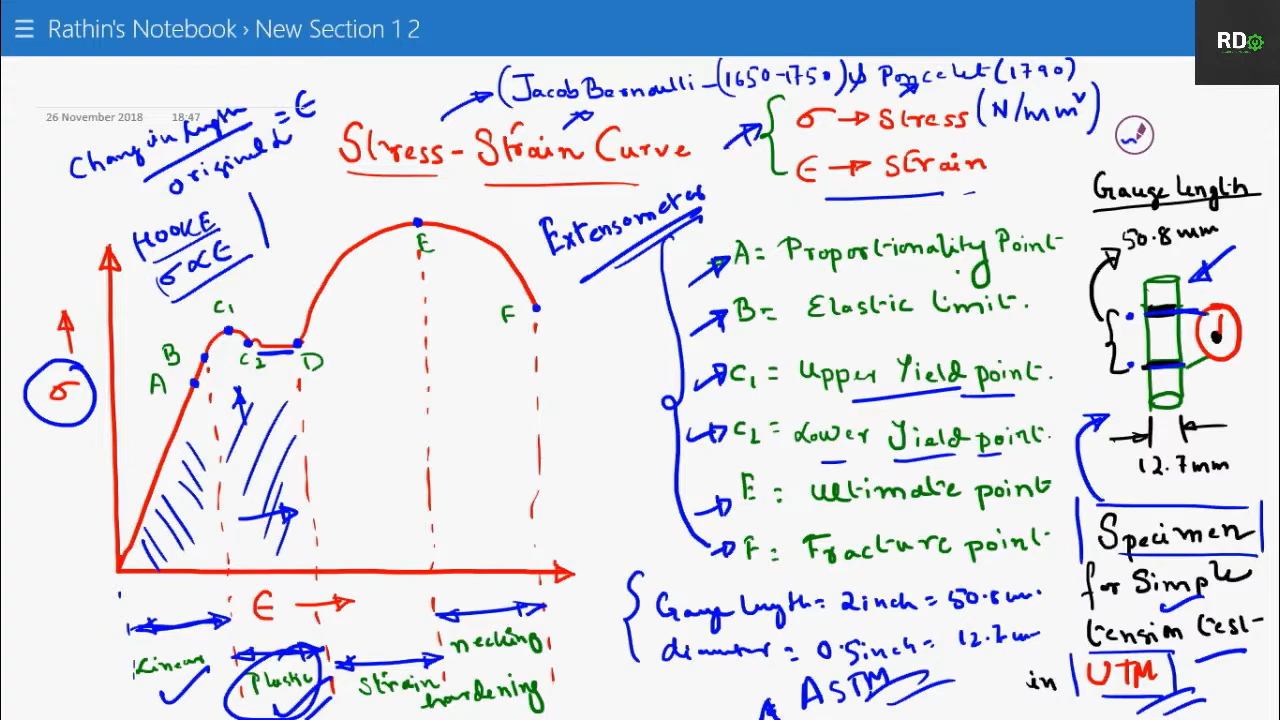 Rathin's Notebook › New Section 1 2
RD
(Jacob Bernoulli - (1650-1750) & Poncelet (1790)
26 November 2018 18:47
Change in length = ϵ
original L
Stress - Strain Curve
σ → Stress (N/mm²)
ϵ → Strain
Gauge length
50.8 mm
HOOKE
σ ∝ ϵ
Extensometer
A = Proportionality Point
B = Elastic limit.
C1 = Upper Yield point.
C2 = Lower Yield point.
E = Ultimate point
F = Fracture point
E
F
C1
B
C2
D
A
σ
ϵ →
12.7 mm
Specimen
for Simple
tension test
in UTM
Gauge length = 2 inch = 50.8 mm.
diameter = 0.5 inch = 12.7 mm
ASTM
Linear
Plastic
Strain hardening
necking